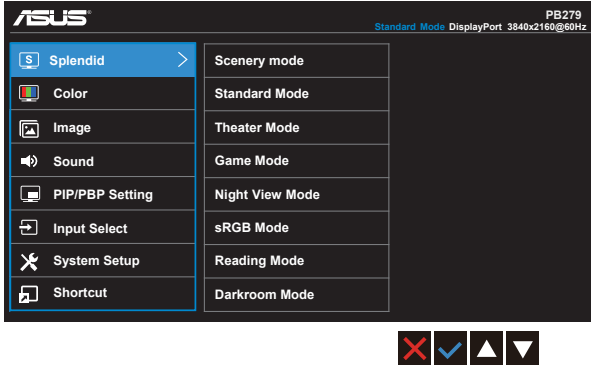 ASUS
PB279
Standard Mode DisplayPort 3840x2160@60Hz
S Splendid
Color
Image
Sound
PIP/PBP Setting
Input Select
System Setup
Shortcut
Scenery mode
Standard Mode
Theater Mode
Game Mode
Night View Mode
sRGB Mode
Reading Mode
Darkroom Mode